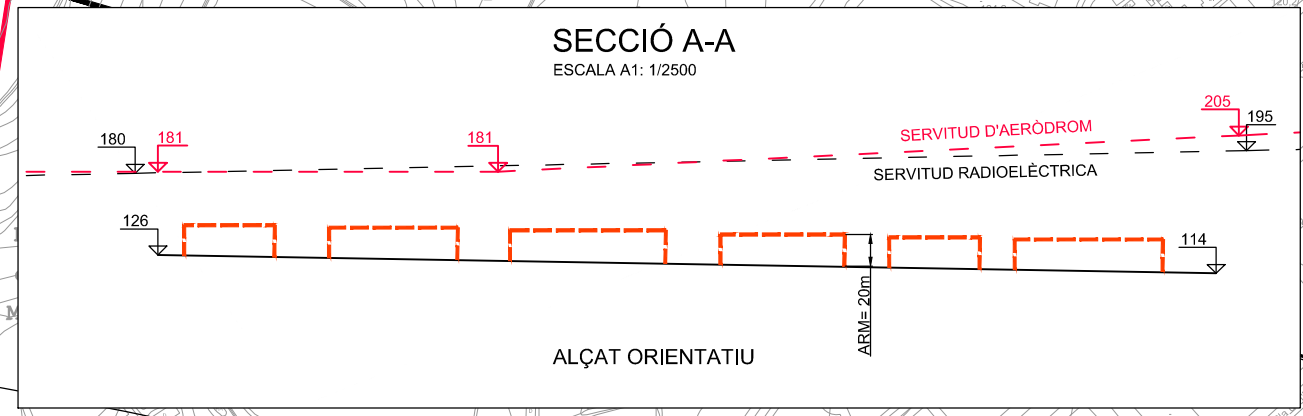 SECCIÓ A-A
ESCALA A1: 1/2500
180
181
181
205
195
SERVITUD D'AERÒDROM
SERVITUD RADIOELÈCTRICA
126
114
ARM= 20m
ALÇAT ORIENTATIU